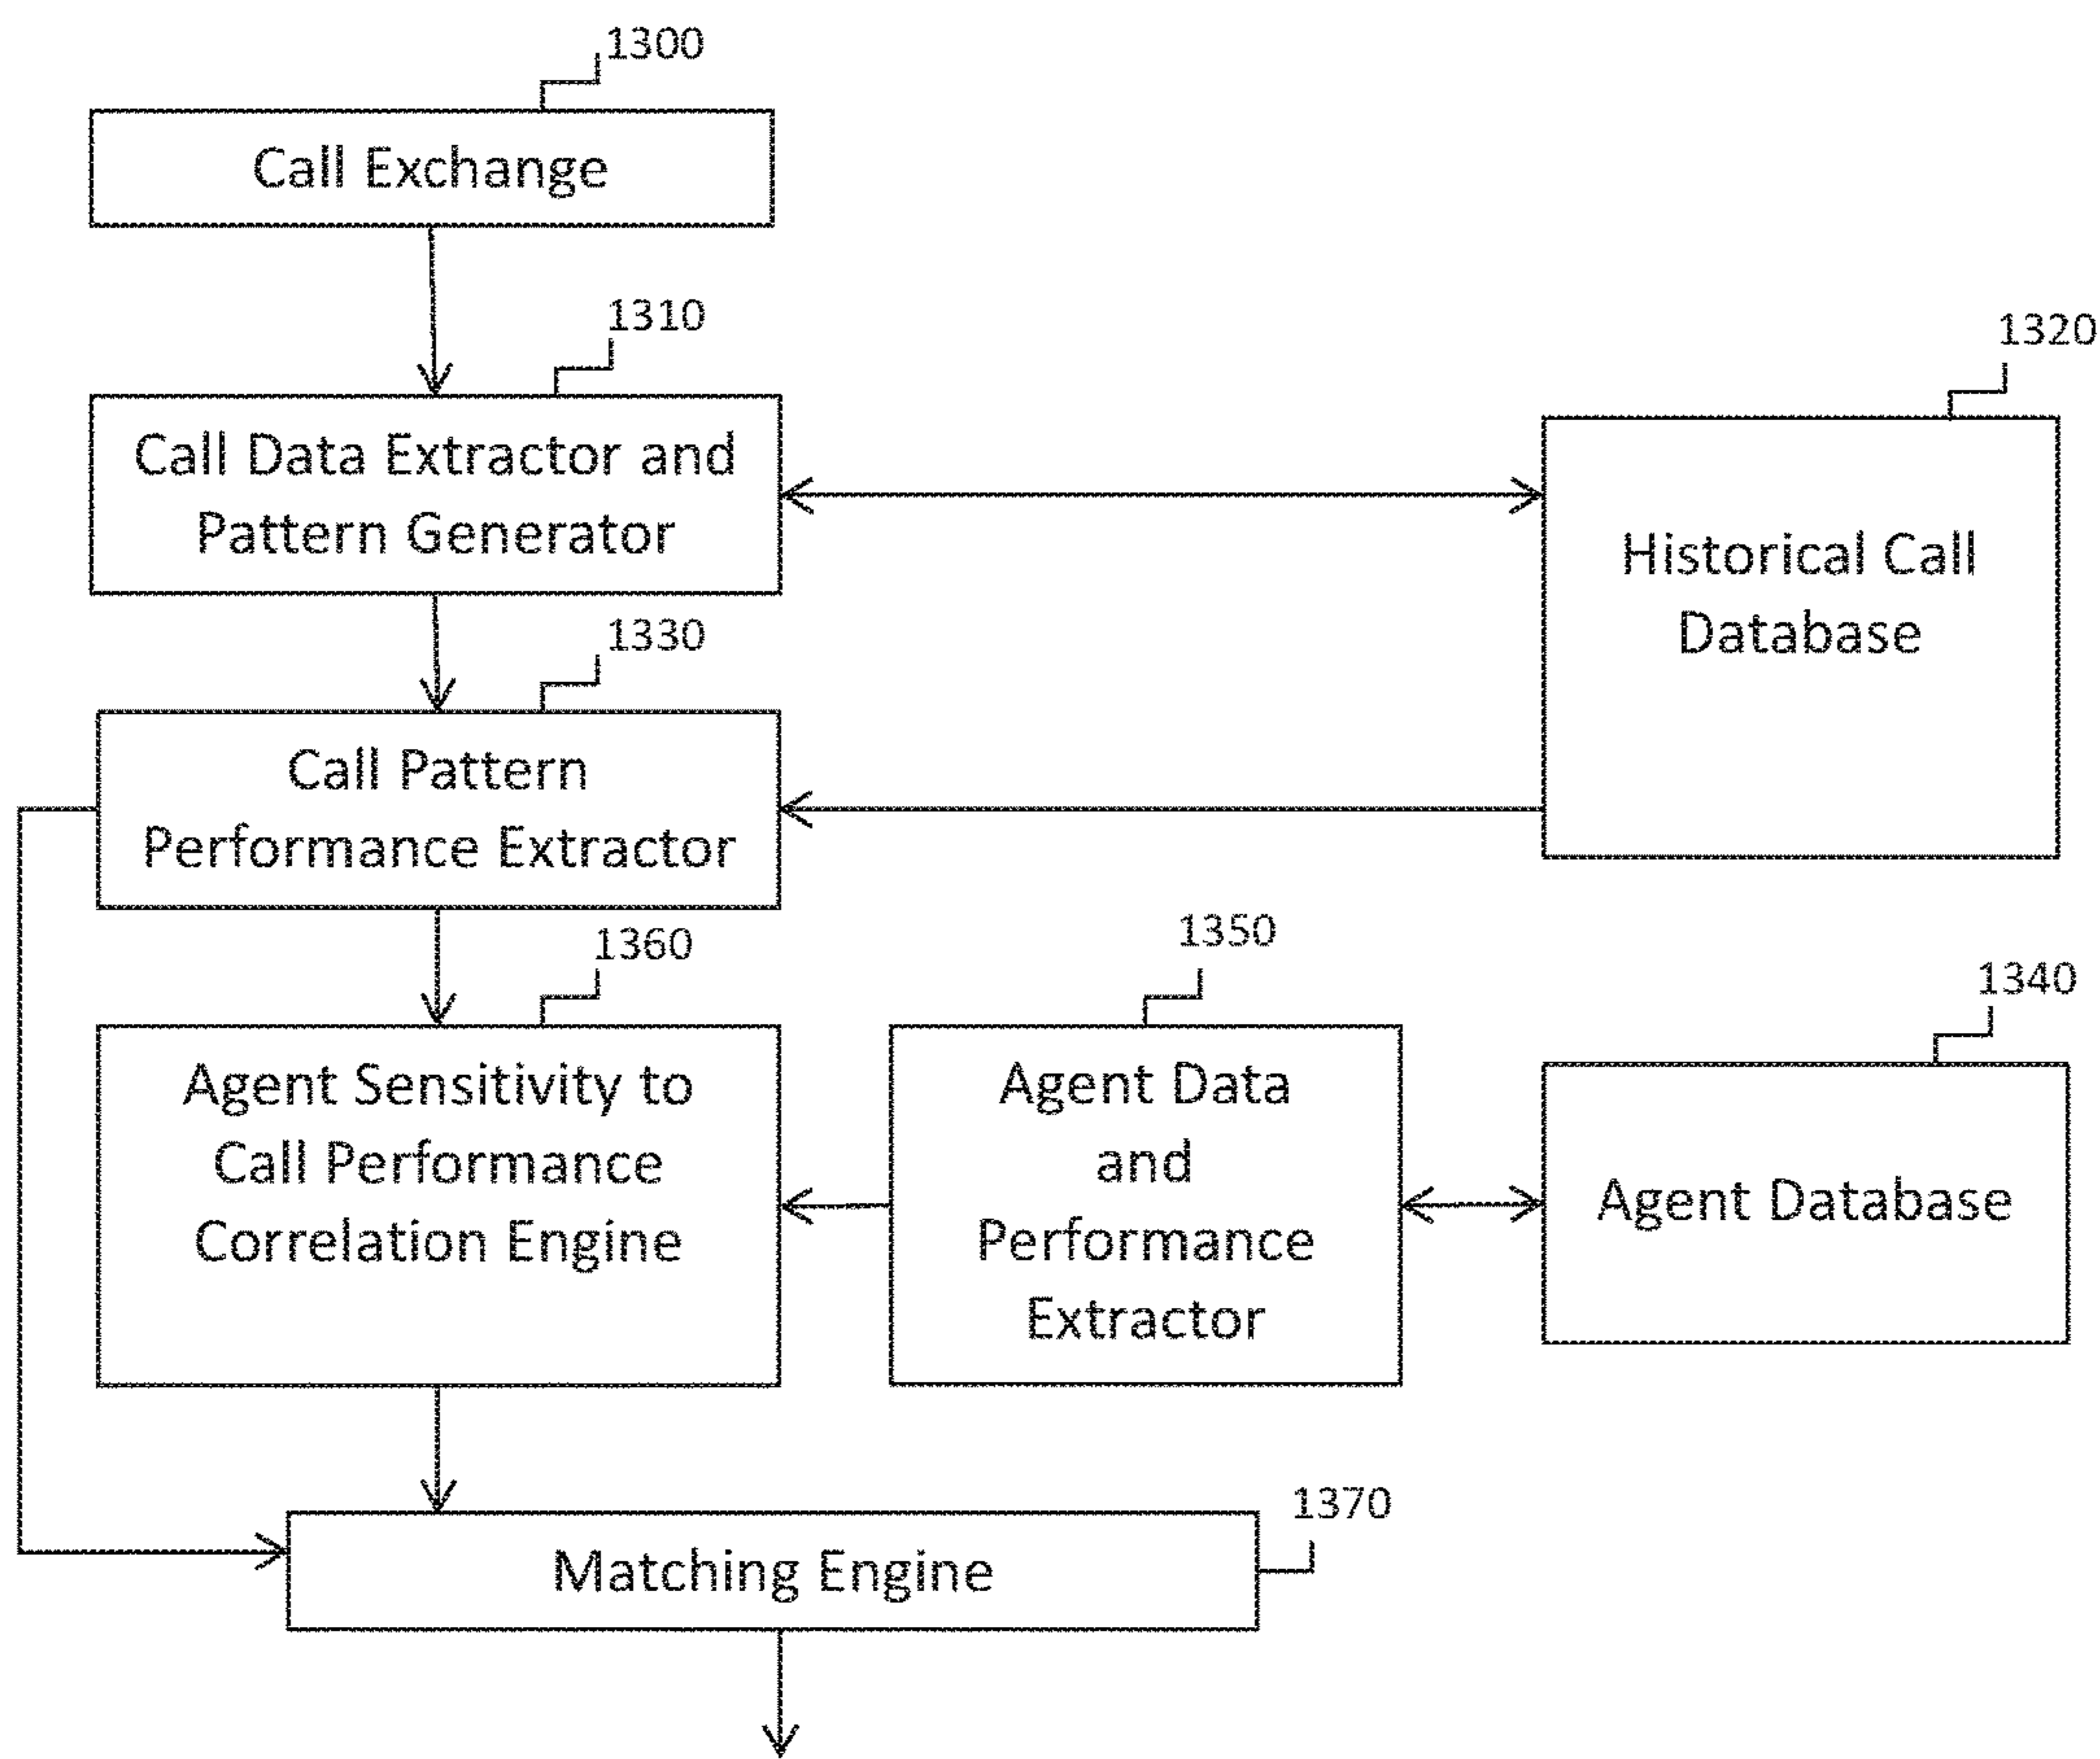 1300
Call Exchange
1310
Call Data Extractor and
Pattern Generator
1320
Historical Call
Database
1330
Call Pattern
Performance Extractor
1360
Agent Sensitivity to
Call Performance
Correlation Engine
1350
Agent Data
and
Performance
Extractor
1340
Agent Database
1370
Matching Engine